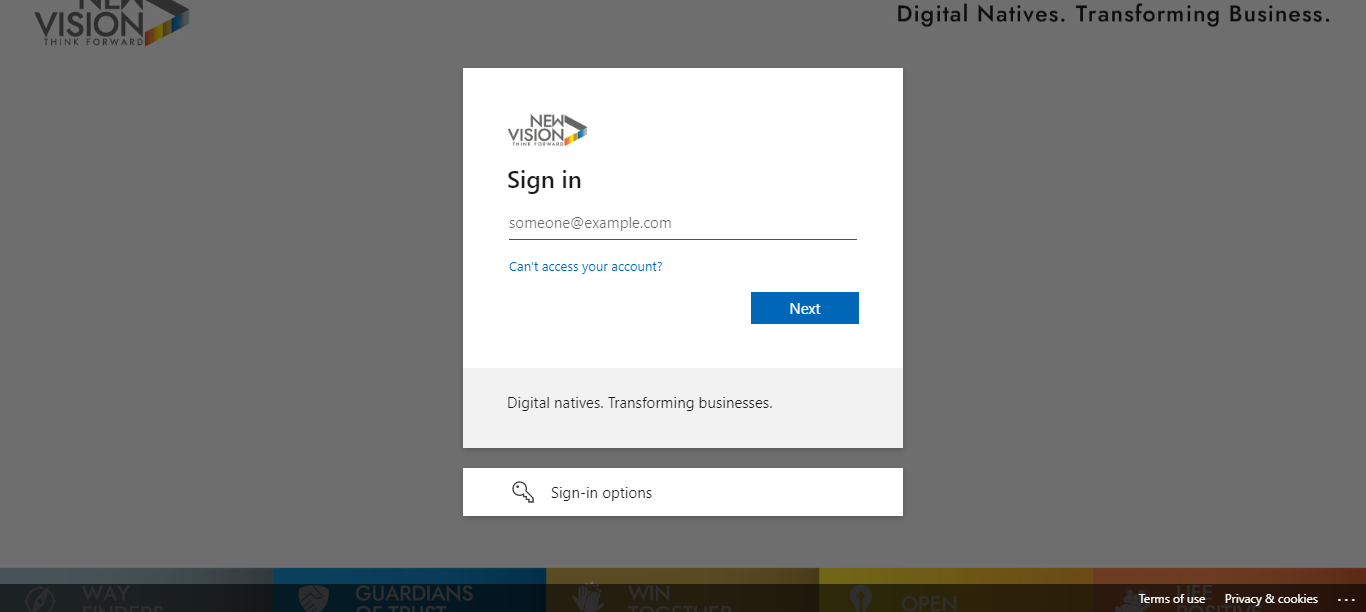 NEW
VISION
THINK FORWARD
Digital Natives. Transforming Business.
NEW
VISION
THINK FORWARD
Sign in
someone@example.com
Can't access your account?
Next
Digital natives. Transforming businesses.
Sign-in options
WAY
FINDERS
GUARDIANS
OF TRUST
WIN
TOGETHER
OPEN
LIFE
POSITIVE
Terms of use
Privacy & cookies
...